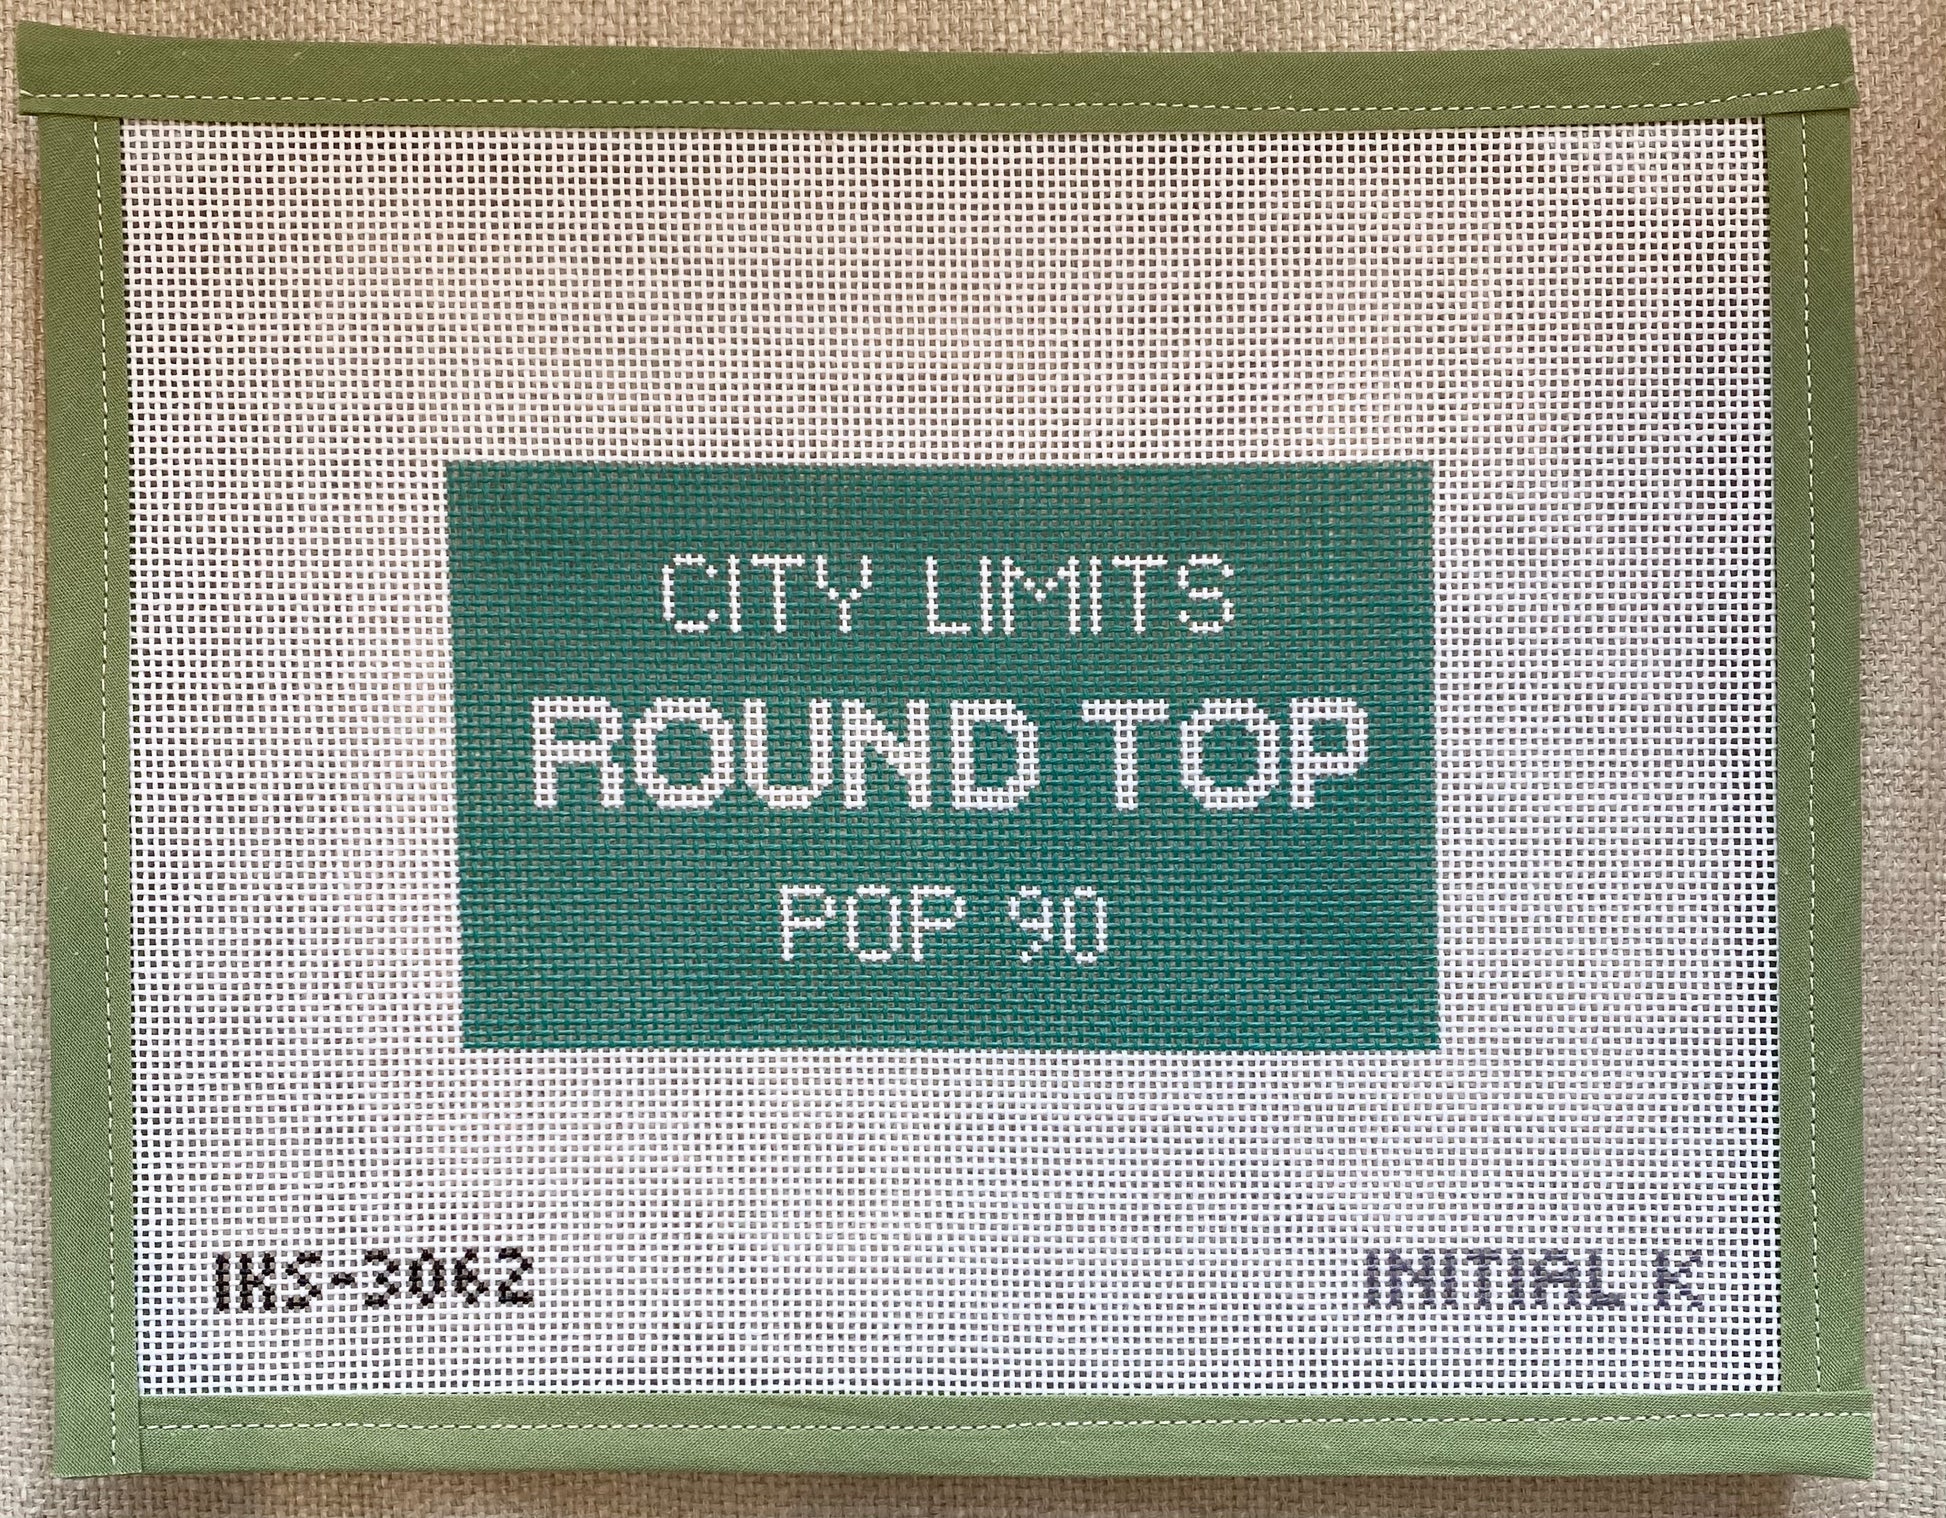 CITY LIMITS
ROUND TOP
POP 90
IKS-3062
INITIAL K